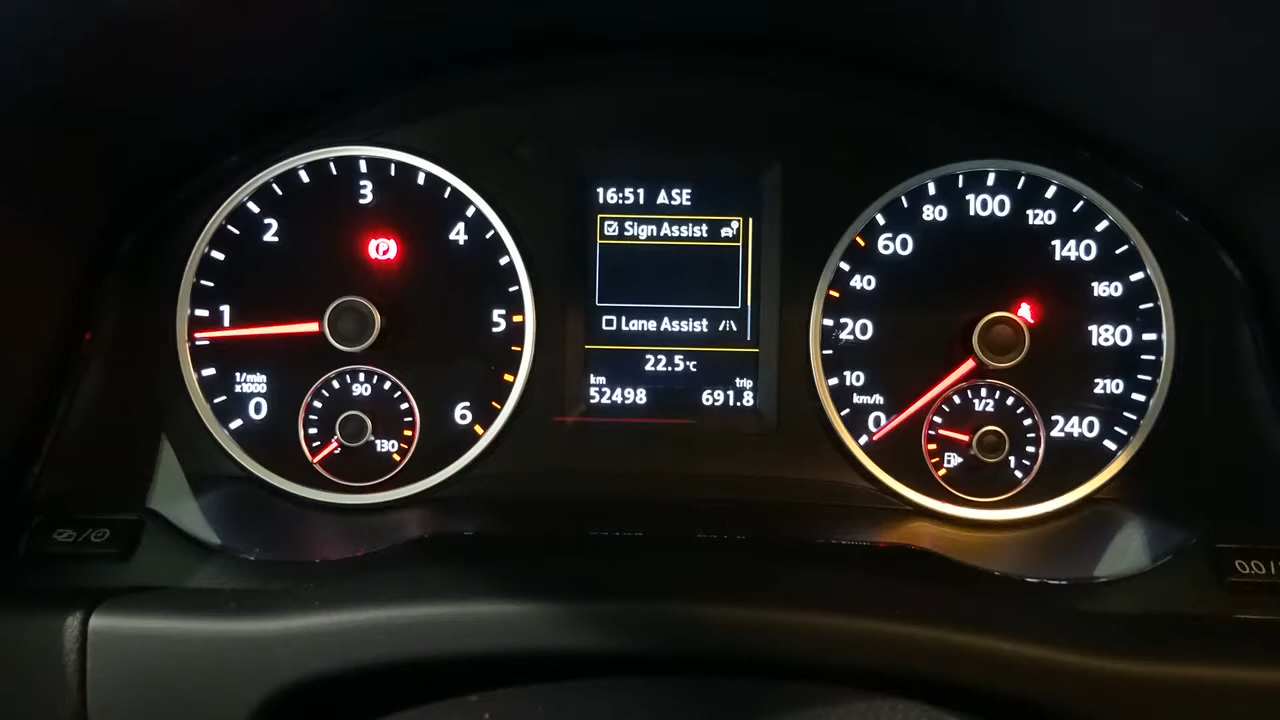 0
1
2
3
4
5
6
1/min
x1000
P
90
130
16:51 ASE
Sign Assist
Lane Assist
22.5°C
km
trip
52498
691.8
0
10
20
40
60
80
100
120
140
160
180
210
240
km/h
1/2
1
0.0/